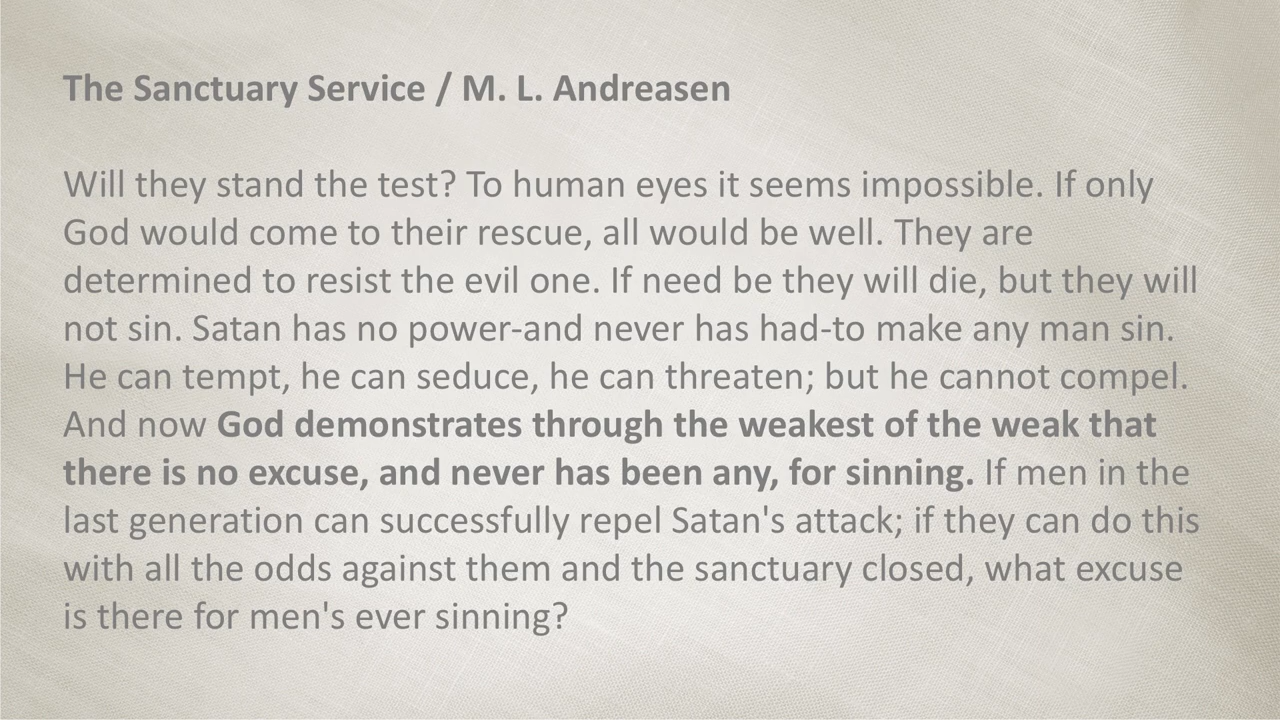 The Sanctuary Service / M. L. Andreasen
Will they stand the test? To human eyes it seems impossible. If only
God would come to their rescue, all would be well. They are
determined to resist the evil one. If need be they will die, but they will
not sin. Satan has no power-and never has had-to make any man sin.
He can tempt, he can seduce, he can threaten; but he cannot compel.
And now God demonstrates through the weakest of the weak that
there is no excuse, and never has been any, for sinning. If men in the
last generation can successfully repel Satan's attack; if they can do this
with all the odds against them and the sanctuary closed, what excuse
is there for men's ever sinning?